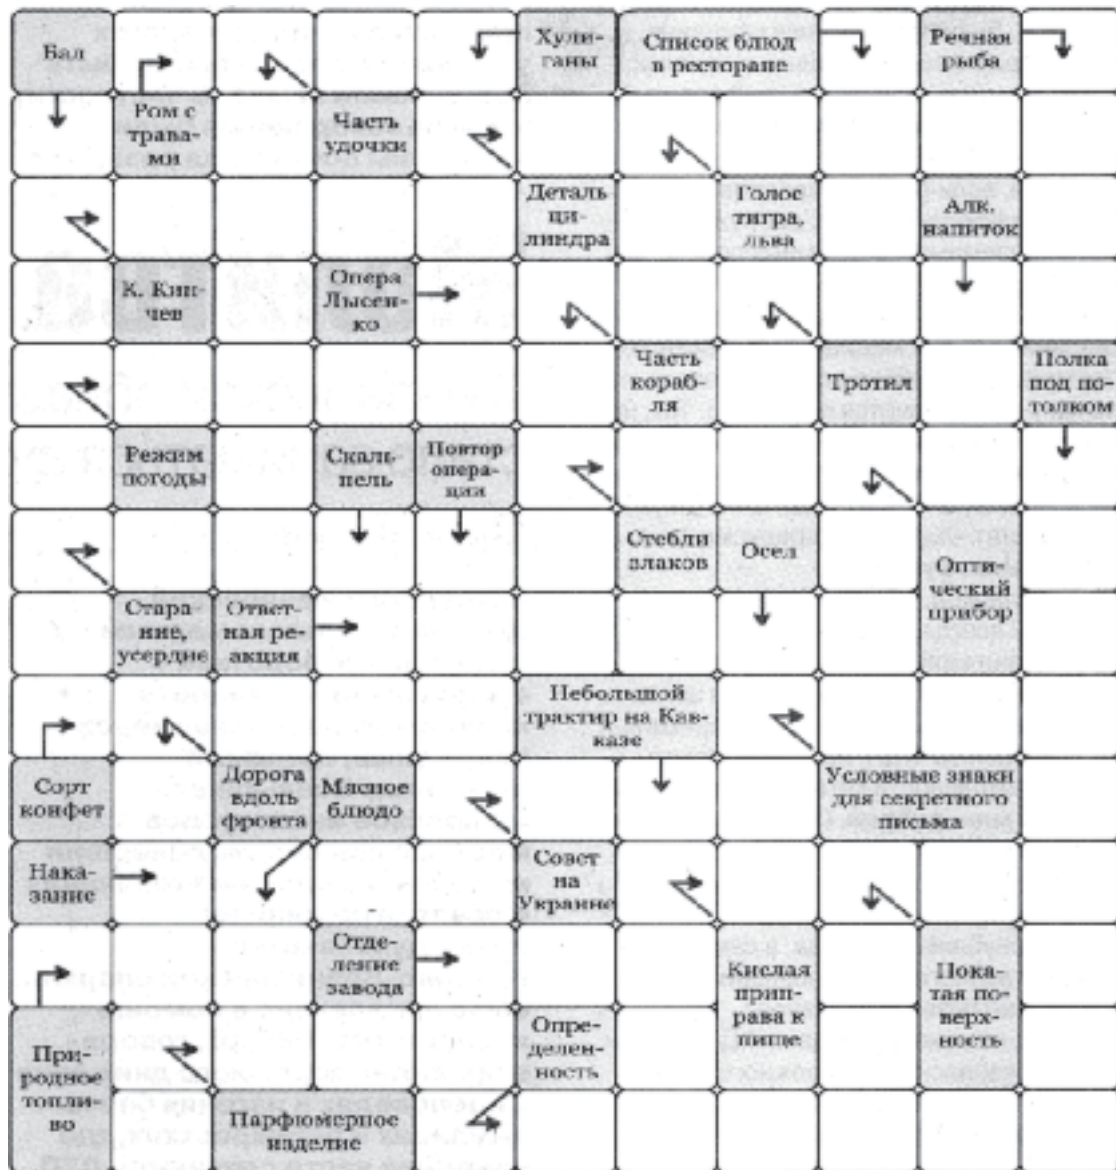 Бал
Хули-
ганы
Список блюд
в ресторане
Речная
рыба
Ром с
трава-
ми
Часть
удочки
Деталь
ци-
линдра
Голос
тигра,
льва
Алк.
напиток
К. Кин-
чев
Опера
Лысен-
ко
Часть
кораб-
ля
Тротил
Полка
под по-
толком
Режим
погоды
Скаль-
пель
Повтор
опера-
ции
Стебли
злаков
Осел
Опти-
ческий
прибор
Стара-
ние,
усердие
Ответ-
ная ре-
акция
Небольшой
трактир на Кав-
казе
Сорт
конфет
Дорога
вдоль
фронта
Мясное
блюдо
Условные знаки
для секретного
письма
Нака-
зание
Совет
на
Украине
Отде-
ление
завода
Кислая
прип-
рава к
пище
Пока-
тая по-
верх-
ность
При-
родное
топли-
во
Опре-
делен-
ность
Парфюмерное
изделие